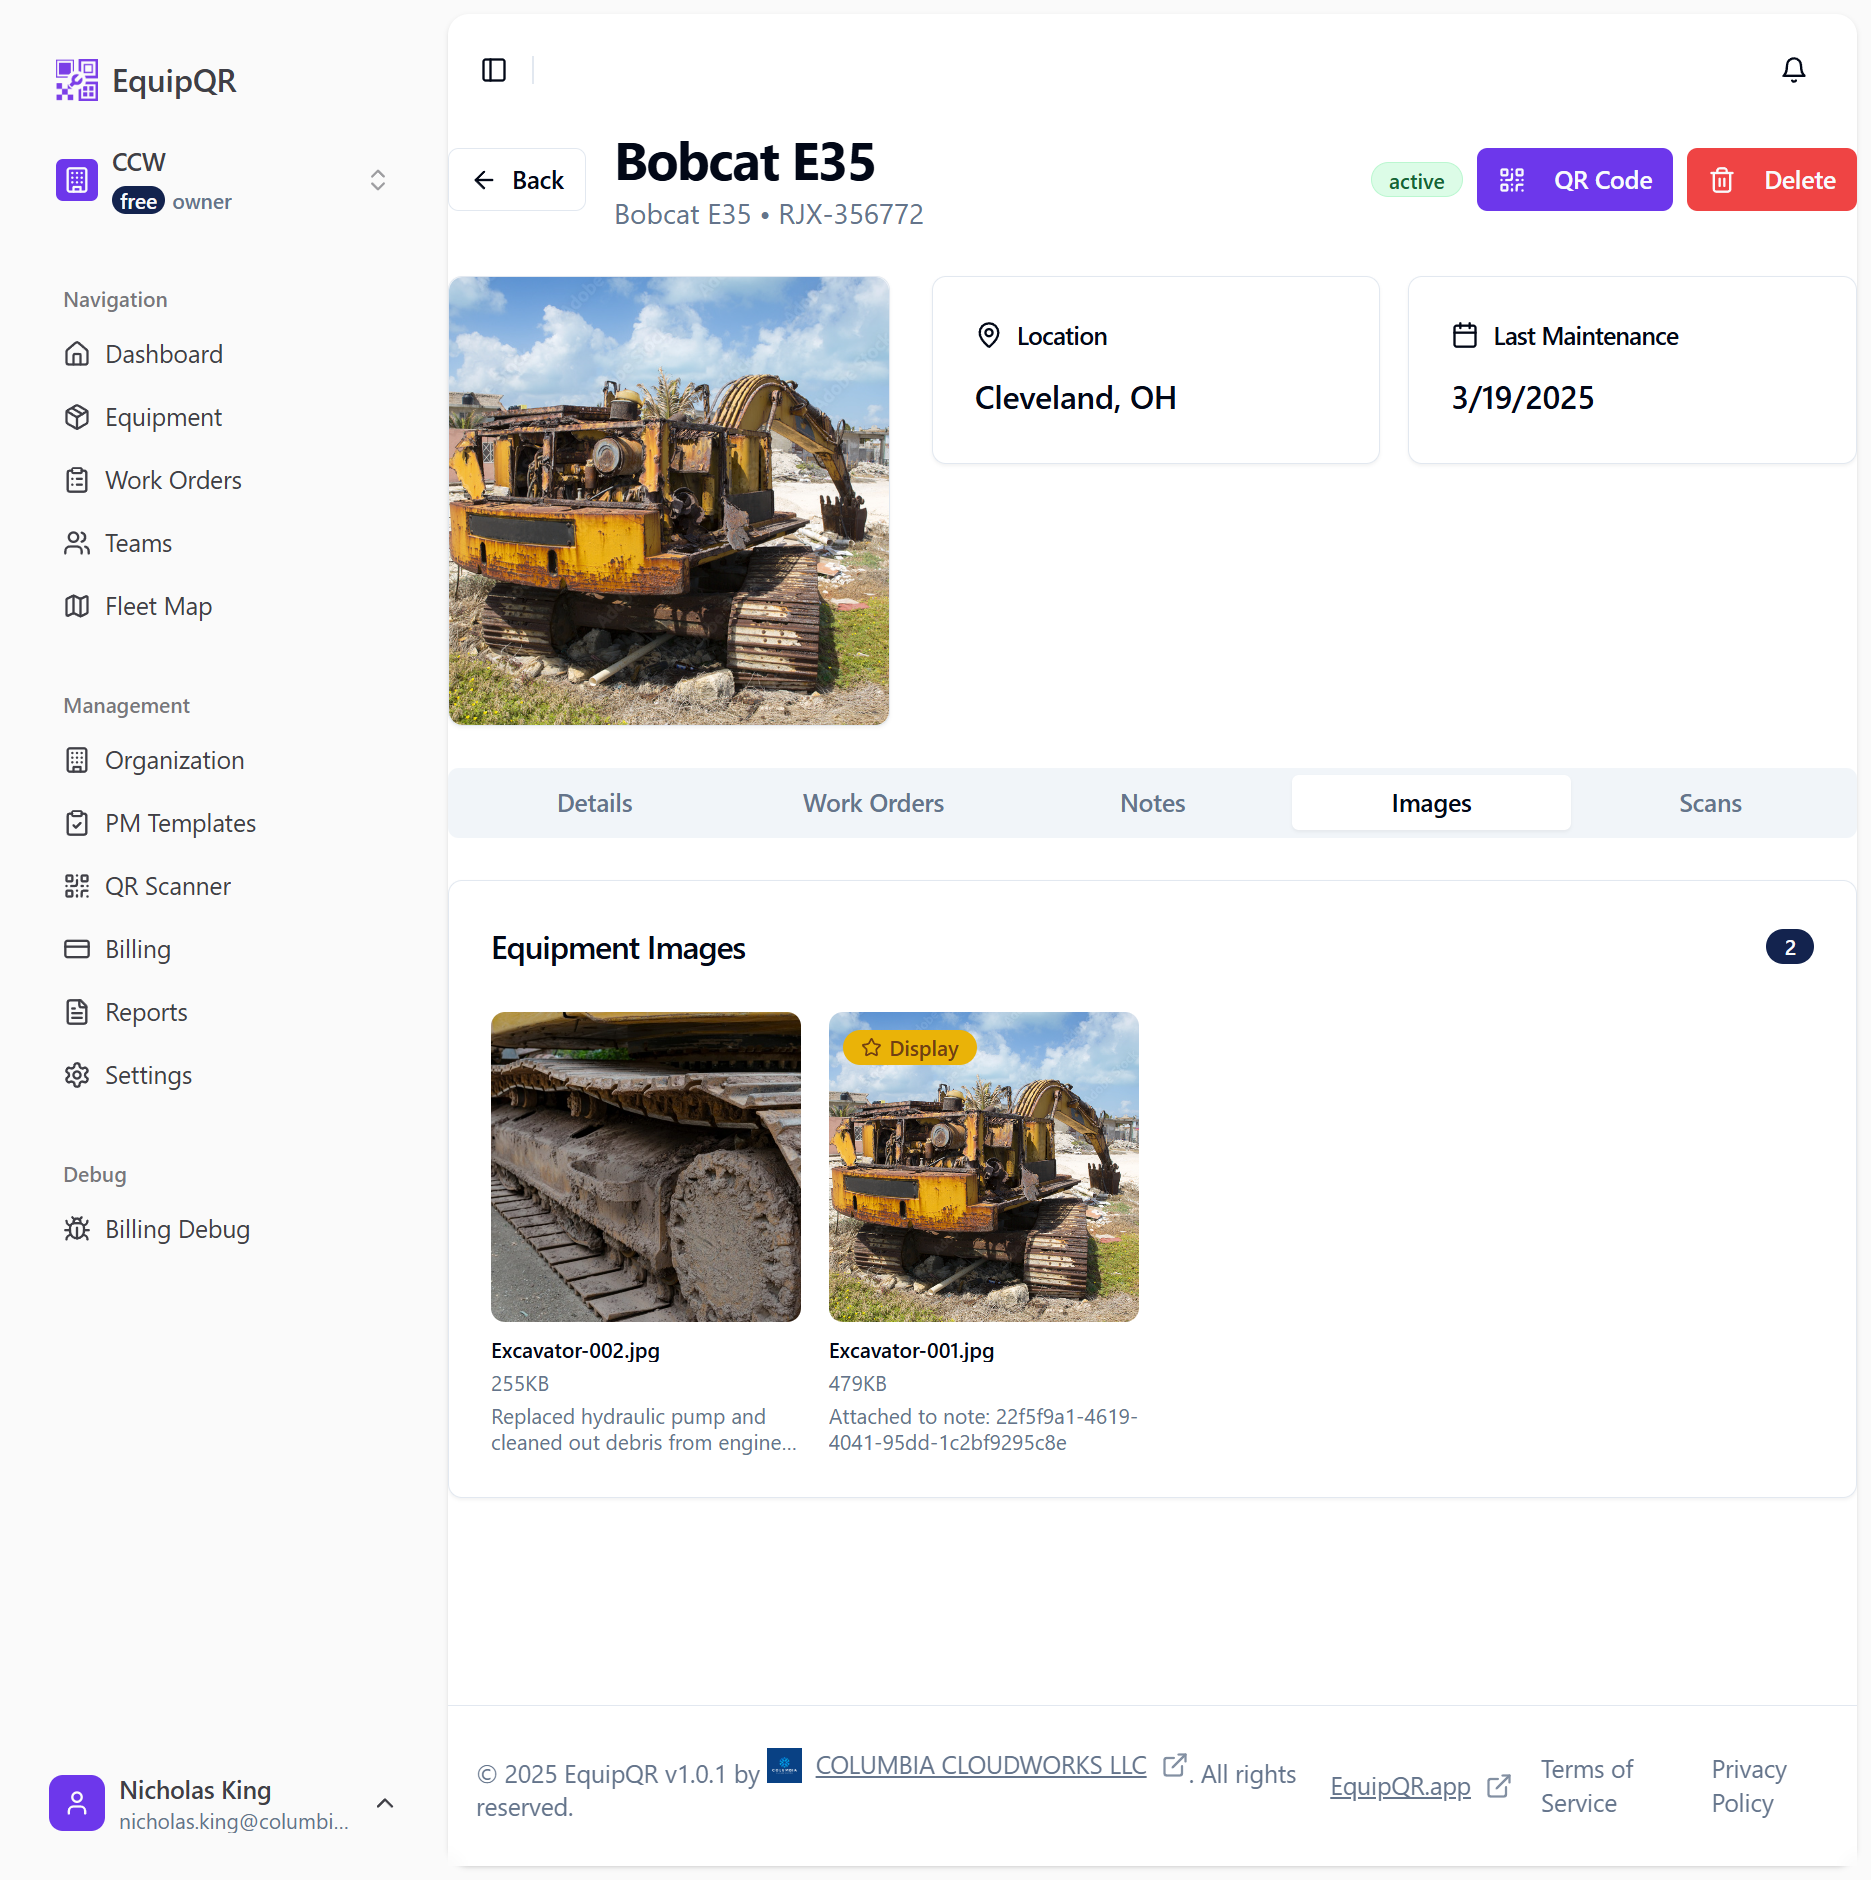 EquipQR
CCW
free owner
Navigation
Dashboard
Equipment
Work Orders
Teams
Fleet Map
Management
Organization
PM Templates
QR Scanner
Billing
Reports
Settings
Debug
Billing Debug
Nicholas King
nicholas.king@columbi...
Back
Bobcat E35
Bobcat E35 • RJX-356772
active
QR Code
Delete
Location
Cleveland, OH
Last Maintenance
3/19/2025
Details
Work Orders
Notes
Images
Scans
Equipment Images
2
Display
Excavator-002.jpg
255KB
Replaced hydraulic pump and
cleaned out debris from engine...
Excavator-001.jpg
479KB
Attached to note: 22f5f9a1-4619-
4041-95dd-1c2bf9295c8e
© 2025 EquipQR v1.0.1 by COLUMBIA CLOUDWORKS LLC . All rights
reserved.
EquipQR.app
Terms of
Service
Privacy
Policy